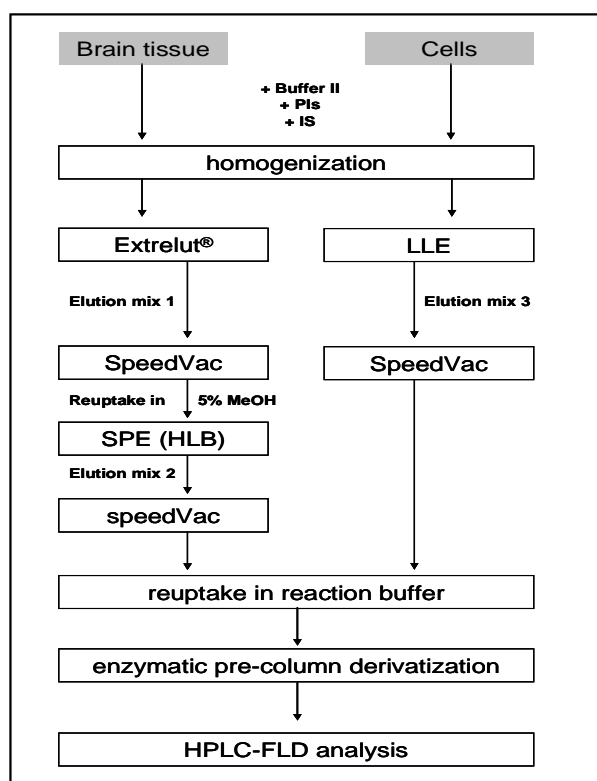 Brain tissue
Cells
+ Buffer II
+ PIs
+ IS
homogenization
Extrelut®
LLE
Elution mix 1
Elution mix 3
SpeedVac
SpeedVac
Reuptake in 5% MeOH
SPE (HLB)
Elution mix 2
speedVac
reuptake in reaction buffer
enzymatic pre-column derivatization
HPLC-FLD analysis